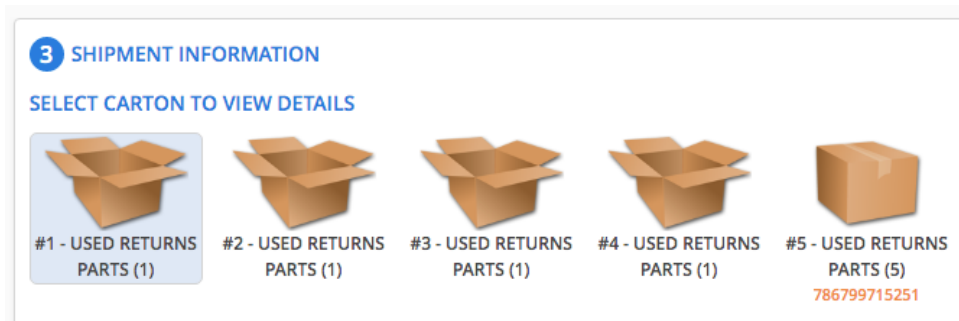 3 SHIPMENT INFORMATION
SELECT CARTON TO VIEW DETAILS
#1 - USED RETURNS
PARTS (1)
#2 - USED RETURNS
PARTS (1)
#3 - USED RETURNS
PARTS (1)
#4 - USED RETURNS
PARTS (1)
#5 - USED RETURNS
PARTS (5)
786799715251